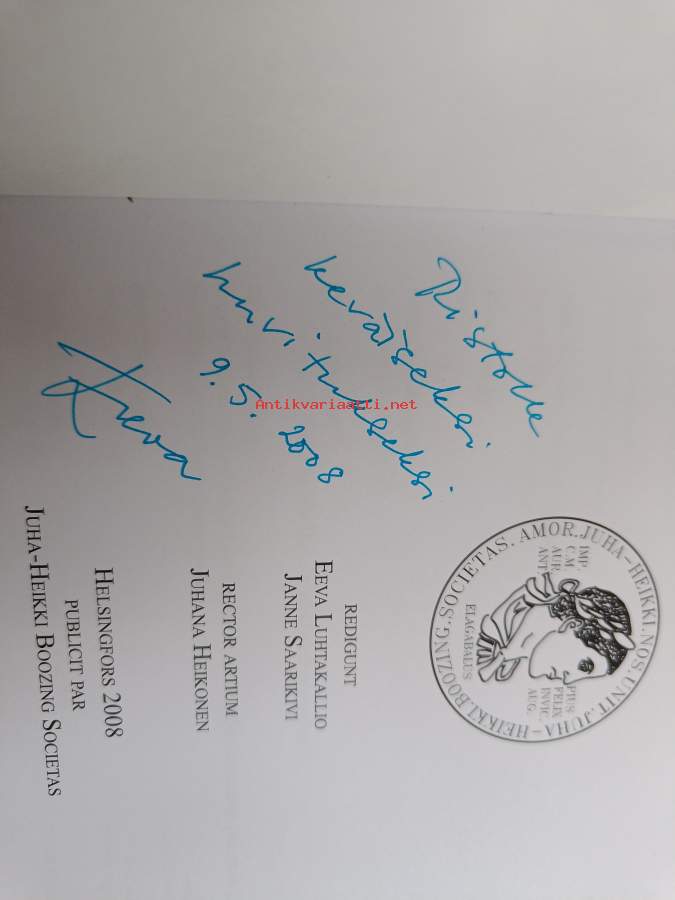 Ristolle
keväiseksi
huvitukseksi
9.5.2008
Eeva
SOCIETAS. AMOR. JUHA-HEIKKI. NOS. UNIT. JUHA-HEIKKI. BOOZING.
IMP.
C.M.
AUR.
ANT.
PIUS
FELIX
INVIC.
AUG.
ELAGABALUS
REDIGUNT
EEVA LUHTAKALLIO
JANNE SAARIKIVI
RECTOR ARTIUM
JUHANA HEIKONEN
HELSINGFORS 2008
PUBLICIT PAR
JUHA-HEIKKI BOOZING SOCIETAS
Antikvariaatti.net